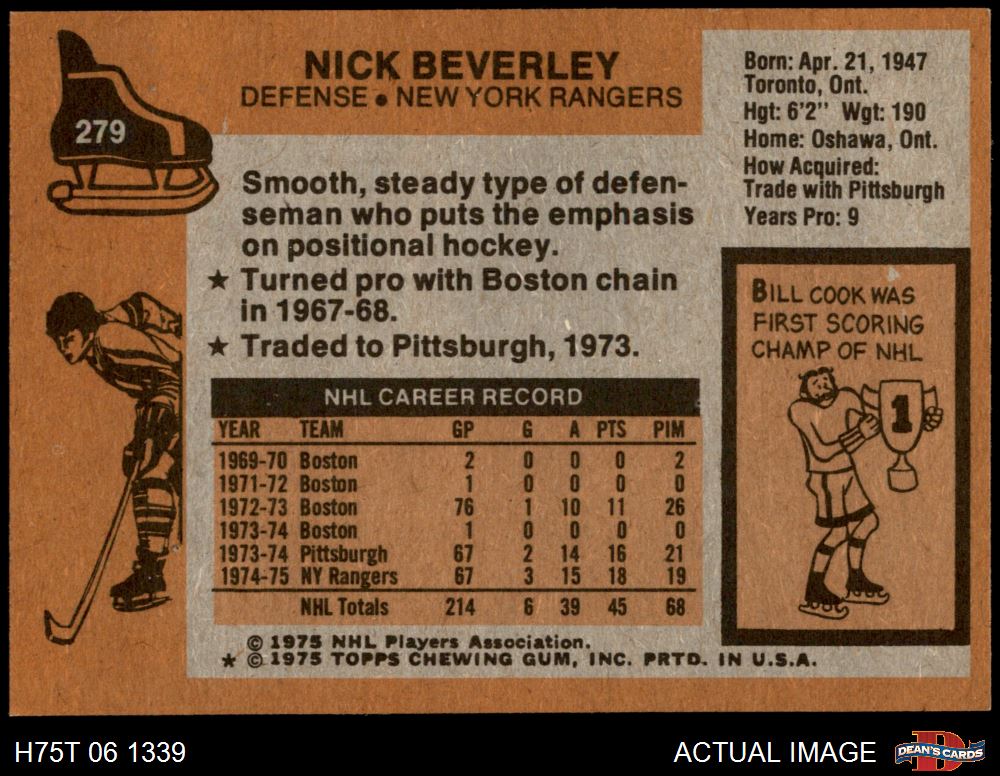 279
NICK BEVERLEY
DEFENSE • NEW YORK RANGERS
Born: Apr. 21, 1947
Toronto, Ont.
Hgt: 6'2" Wgt: 190
Home: Oshawa, Ont.
How Acquired:
Trade with Pittsburgh
Years Pro: 9
Smooth, steady type of defen-
seman who puts the emphasis
on positional hockey.
★ Turned pro with Boston chain
in 1967-68.
★ Traded to Pittsburgh, 1973.
NHL CAREER RECORD
YEAR TEAM GP G A PTS PIM
1969-70 Boston 2 0 0 0 2
1971-72 Boston 1 0 0 0 0
1972-73 Boston 76 1 10 11 26
1973-74 Boston 1 0 0 0 0
1973-74 Pittsburgh 67 2 14 16 21
1974-75 NY Rangers 67 3 15 18 19
NHL Totals 214 6 39 45 68
BILL COOK WAS
FIRST SCORING
CHAMP OF NHL
1
© 1975 NHL Players Association.
★ © 1975 TOPPS CHEWING GUM, INC. PRTD. IN U.S.A.
H75T 06 1339
ACTUAL IMAGE
DEAN'S CARDS